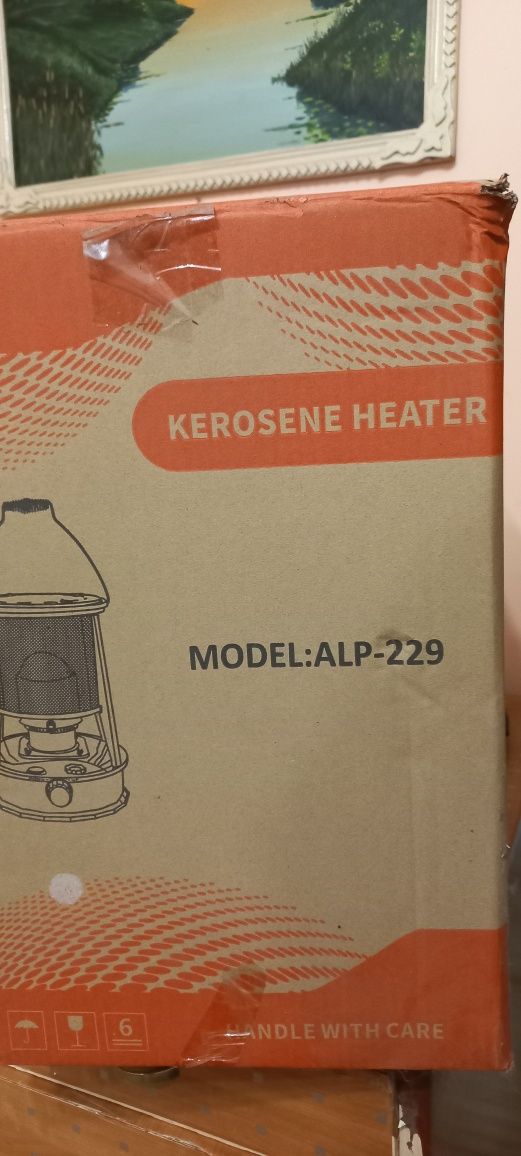 KEROSENE HEATER
MODEL:ALP-229
6
HANDLE WITH CARE